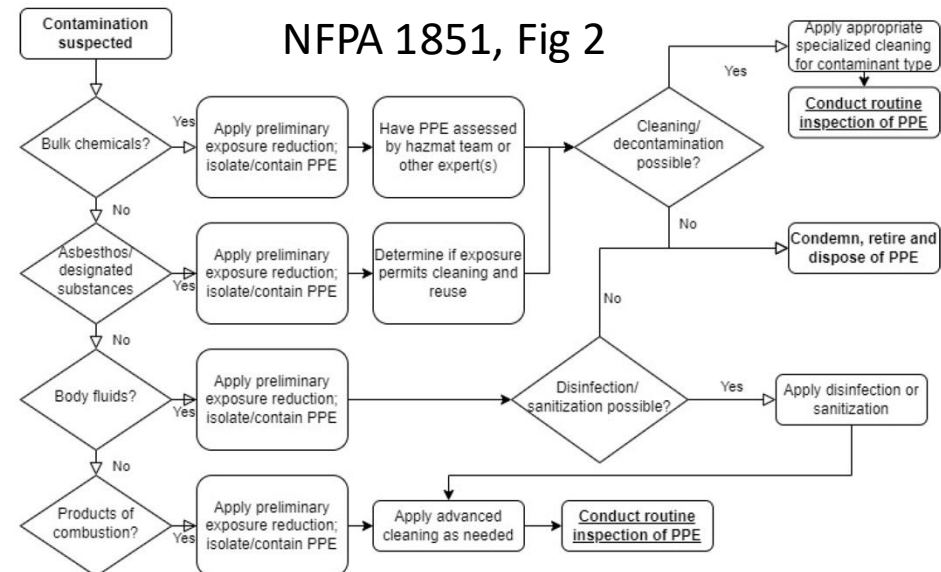 NFPA 1851, Fig 2
Contamination
suspected
Bulk chemicals?
Yes
Apply preliminary
exposure reduction;
isolate/contain PPE
Have PPE assessed
by hazmat team or
other expert(s)
Cleaning/
decontamination
possible?
Yes
Apply appropriate
specialized cleaning
for contaminant type
Conduct routine
inspection of PPE
No
Asbesthos/
designated
substances
Yes
Apply preliminary
exposure reduction;
isolate/contain PPE
Determine if exposure
permits cleaning and
reuse
No
Condemn, retire and
dispose of PPE
No
Body fluids?
Yes
Apply preliminary
exposure reduction;
isolate/contain PPE
No
Disinfection/
sanitization possible?
Yes
Apply disinfection or
sanitization
No
Products of
combustion?
Yes
Apply preliminary
exposure reduction;
isolate/contain PPE
Apply advanced
cleaning as needed
Conduct routine
inspection of PPE